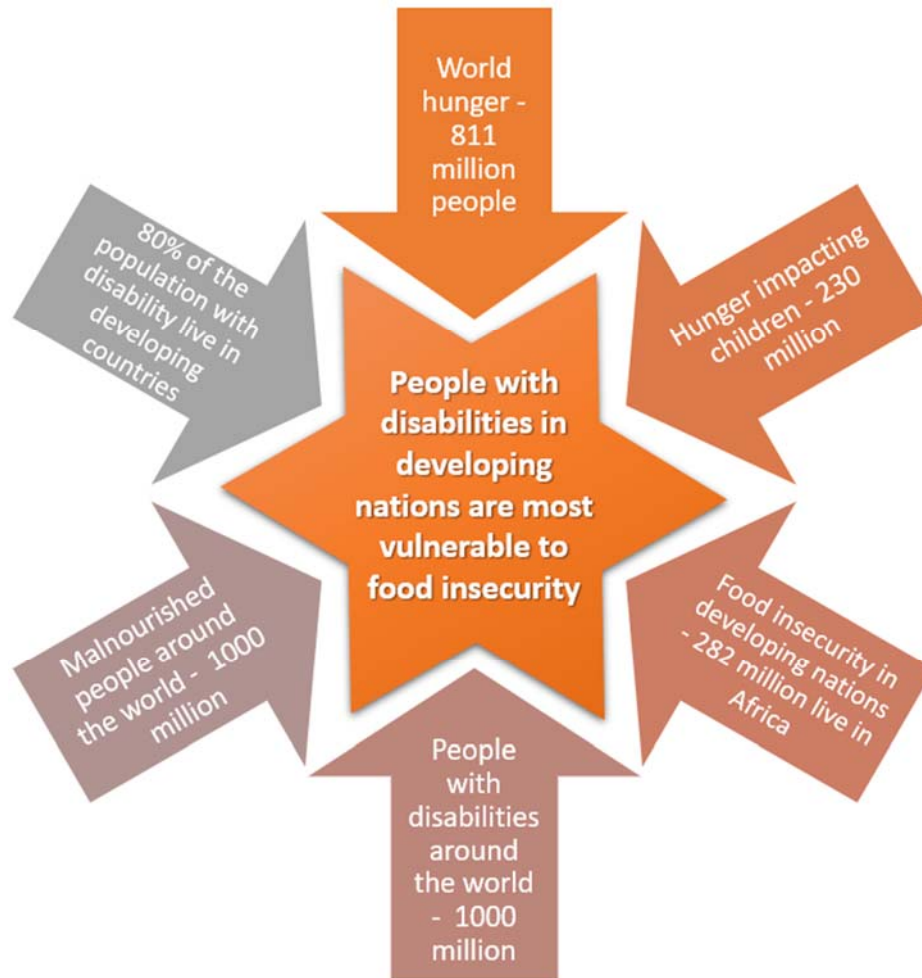 World
hunger -
811
million
people
Hunger impacting
children - 230
million
Food insecurity in
developing nations
- 282 million live in
Africa
People
with
disabilities
around
the world
- 1000
million
Malnourished
people around
the world - 1000
million
80% of the
population with
disability live in
developing
countries
People with
disabilities in
developing
nations are most
vulnerable to
food insecurity